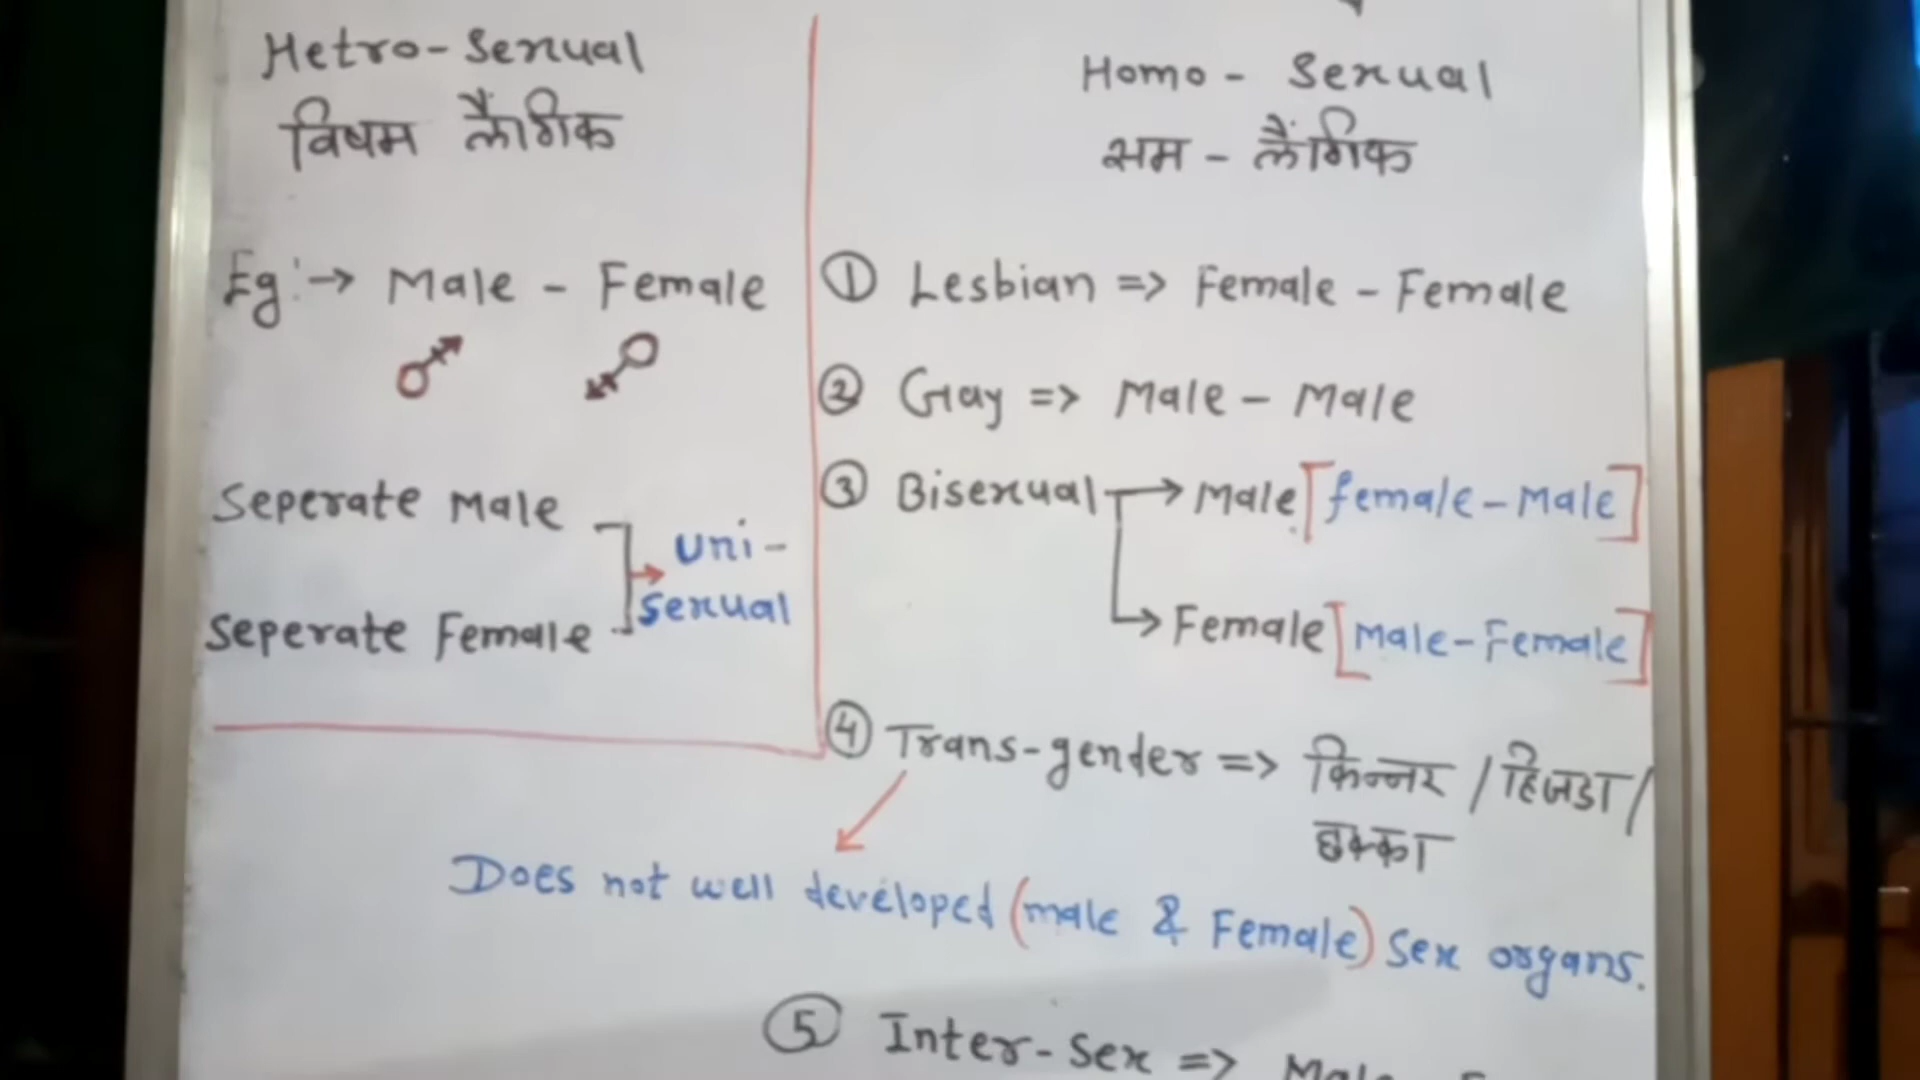 Hetro-Sexual
विषम लैंगिक
Eg:→ Male - Female
Seperate Male
Seperate Female
uni-
sexual
Homo - Sexual
सम - लैंगिक
① Lesbian => Female - Female
② Gay => Male - Male
③ Bisexual → Male [female-Male]
→ Female [Male-Female]
④ Trans-gender => किन्नर / हिजडा /
छक्का
Does not well developed (male & Female) sex organs.
⑤ Inter-Sex =>